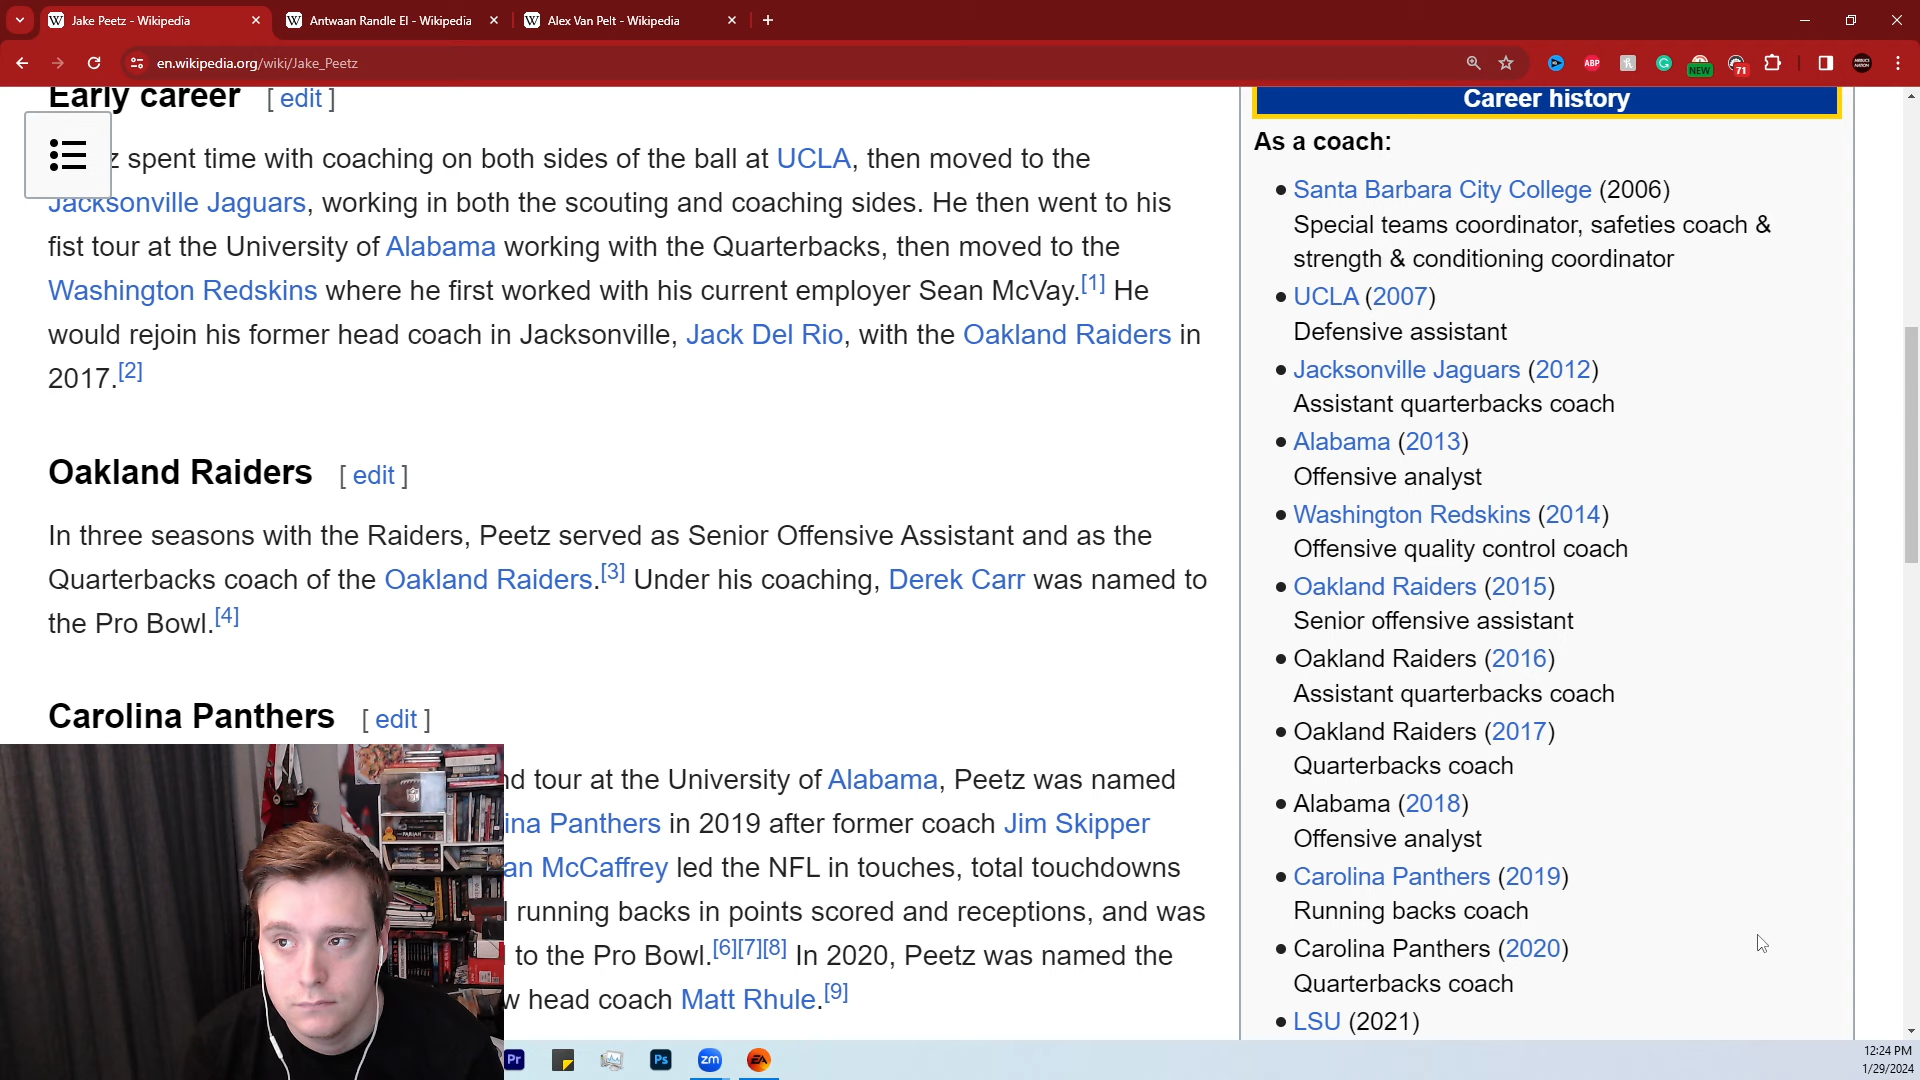 Jake Peetz - Wikipedia
Antwaan Randle El - Wikipedia
Alex Van Pelt - Wikipedia
en.wikipedia.org/wiki/Jake_Peetz
ABP
NEW
71
Early career [ edit ]
z spent time with coaching on both sides of the ball at UCLA, then moved to the
Jacksonville Jaguars, working in both the scouting and coaching sides. He then went to his
fist tour at the University of Alabama working with the Quarterbacks, then moved to the
Washington Redskins where he first worked with his current employer Sean McVay.[1] He
would rejoin his former head coach in Jacksonville, Jack Del Rio, with the Oakland Raiders in
2017.[2]
Oakland Raiders [ edit ]
In three seasons with the Raiders, Peetz served as Senior Offensive Assistant and as the
Quarterbacks coach of the Oakland Raiders.[3] Under his coaching, Derek Carr was named to
the Pro Bowl.[4]
Carolina Panthers [ edit ]
nd tour at the University of Alabama, Peetz was named
ina Panthers in 2019 after former coach Jim Skipper
an McCaffrey led the NFL in touches, total touchdowns
l running backs in points scored and receptions, and was
to the Pro Bowl.[6][7][8] In 2020, Peetz was named the
w head coach Matt Rhule.[9]
Career history
As a coach:
Santa Barbara City College (2006)
Special teams coordinator, safeties coach &
strength & conditioning coordinator
UCLA (2007)
Defensive assistant
Jacksonville Jaguars (2012)
Assistant quarterbacks coach
Alabama (2013)
Offensive analyst
Washington Redskins (2014)
Offensive quality control coach
Oakland Raiders (2015)
Senior offensive assistant
Oakland Raiders (2016)
Assistant quarterbacks coach
Oakland Raiders (2017)
Quarterbacks coach
Alabama (2018)
Offensive analyst
Carolina Panthers (2019)
Running backs coach
Carolina Panthers (2020)
Quarterbacks coach
LSU (2021)
Pr
Ps
zm
EA
12:24 PM
1/29/2024